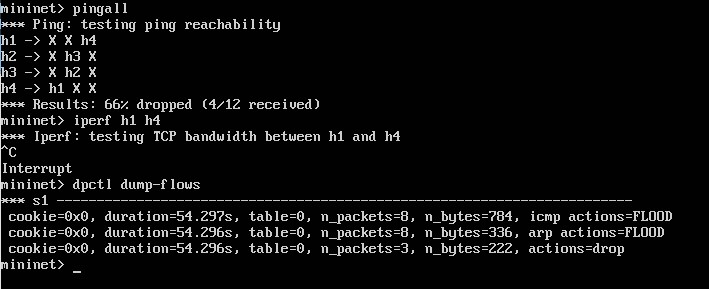 mininet> pingall
*** Ping: testing ping reachability
h1 -> X X h4
h2 -> X h3 X
h3 -> X h2 X
h4 -> h1 X X
*** Results: 66% dropped (4/12 received)
mininet> iperf h1 h4
*** Iperf: testing TCP bandwidth between h1 and h4
^C
Interrupt
mininet> dpctl dump-flows
*** s1 ------------------------------------------------------------------------
 cookie=0x0, duration=54.297s, table=0, n_packets=8, n_bytes=784, icmp actions=FLOOD
 cookie=0x0, duration=54.296s, table=0, n_packets=8, n_bytes=336, arp actions=FLOOD
 cookie=0x0, duration=54.296s, table=0, n_packets=3, n_bytes=222, actions=drop
mininet> _